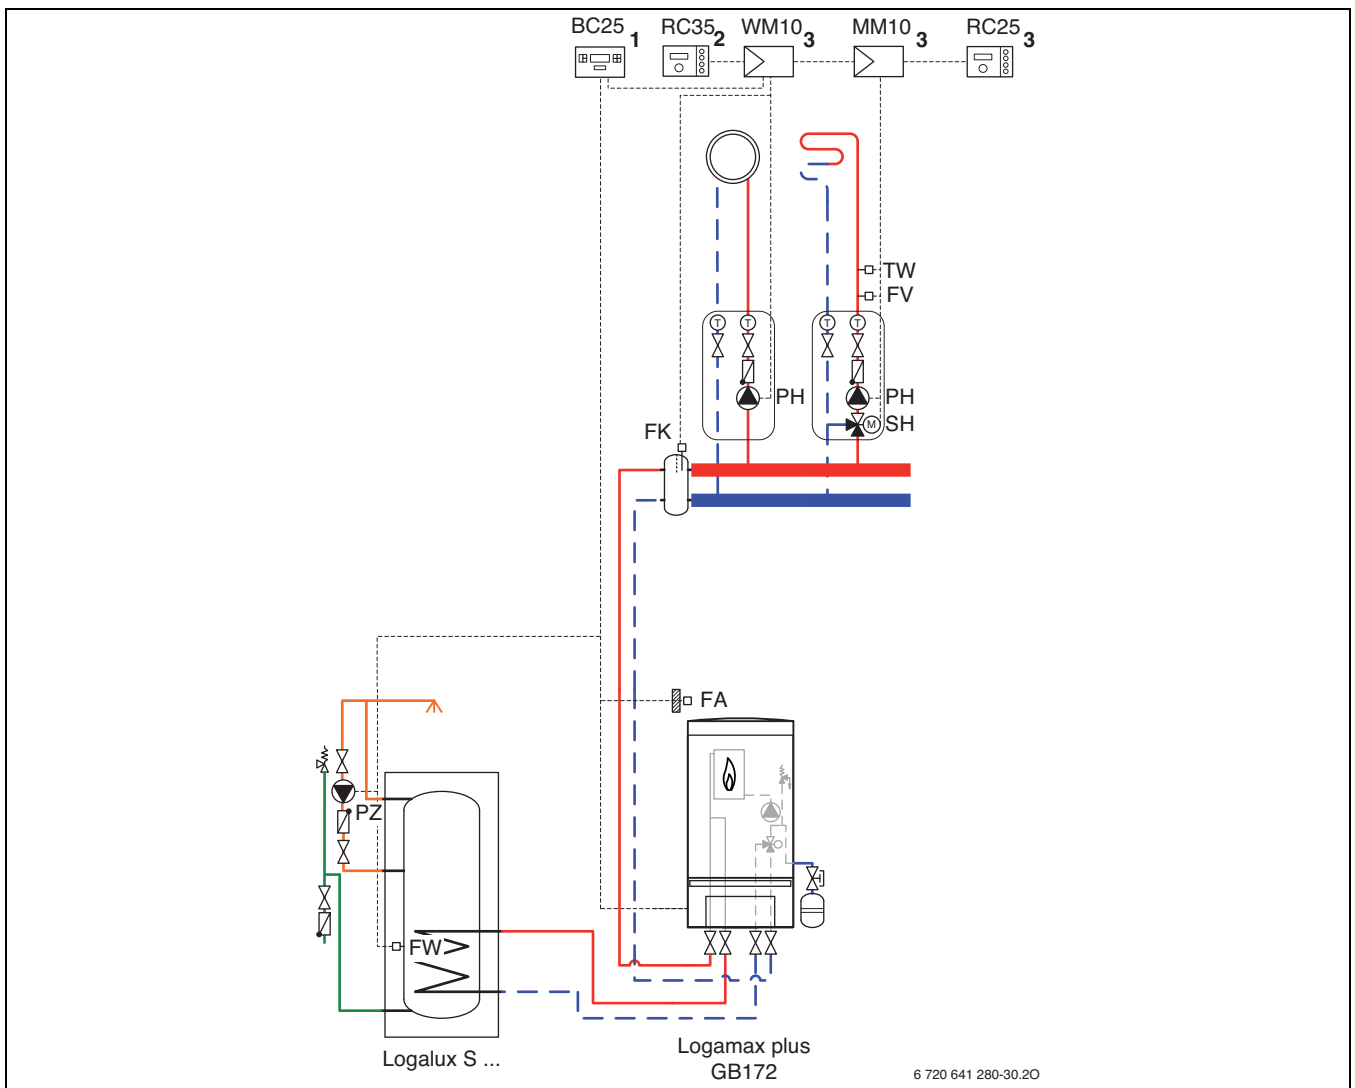 BC25 1
RC35 2
WM10 3
MM10 3
RC25 3
TW
FV
T T
T T
PH
PH
M SH
FK
FA
PZ
FW
Logalux S ...
Logamax plus
GB172
6 720 641 280-30.2O